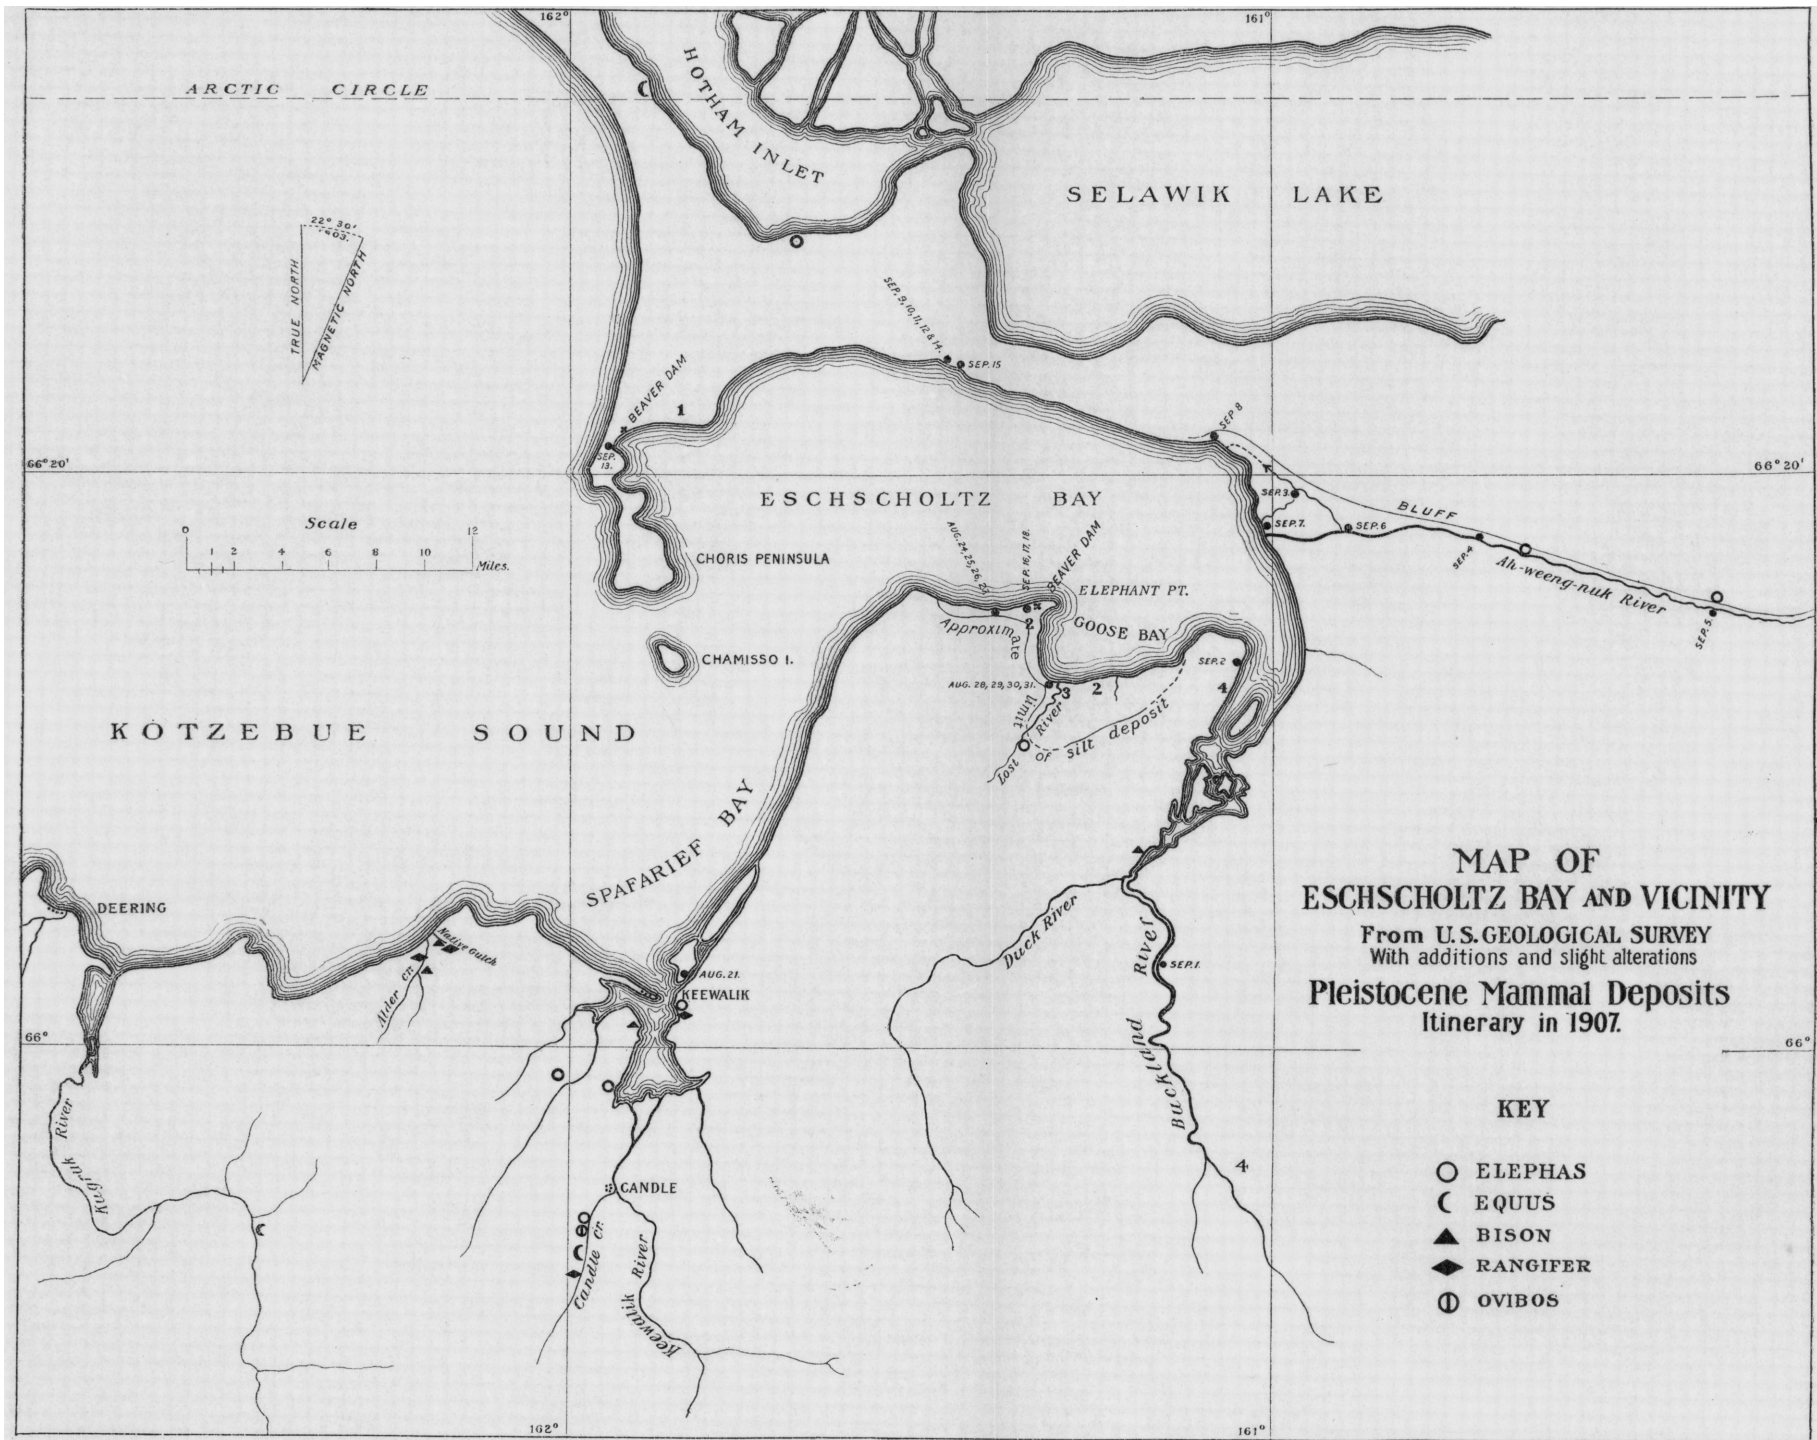 162°
161°
ARCTIC CIRCLE
HOTHAM INLET
SELAWIK LAKE
22° 30'
1903.
TRUE NORTH
MAGNETIC NORTH
SEP. 9, 10, 11, 12 & 14.
SEP. 15
BEAVER DAM
1
SEP. 13.
SEP 8
66° 20'
66° 20'
ESCHSCHOLTZ BAY
Scale
0 12
1 2 4 6 8 10
Miles.
CHORIS PENINSULA
SEP. 16, 17, 18.
BEAVER DAM
ELEPHANT PT.
SEP. 3
SEP. 7.
SEP. 6
BLUFF
SEP. 4
Ah-weeng-nuk River
SEP. 5.
2
GOOSE BAY
CHAMISSO I.
SEP. 2
AUG. 28, 29, 30, 31.
3
2
4
Approximate limit of silt deposit
Lost River
KOTZEBUE SOUND
SPAFARIEF BAY
DEERING
Native Gulch
Alder cr
AUG. 21.
KEEWALIK
Duck River
SEP. 1.
Buckland River
MAP OF
ESCHSCHOLTZ BAY AND VICINITY
From U.S. GEOLOGICAL SURVEY
With additions and slight alterations
Pleistocene Mammal Deposits
Itinerary in 1907.
66°
66°
Kugruk River
CANDLE
Candle cr.
Keewalik River
4
KEY
ELEPHAS
EQUUS
BISON
RANGIFER
OVIBOS
162°
161°